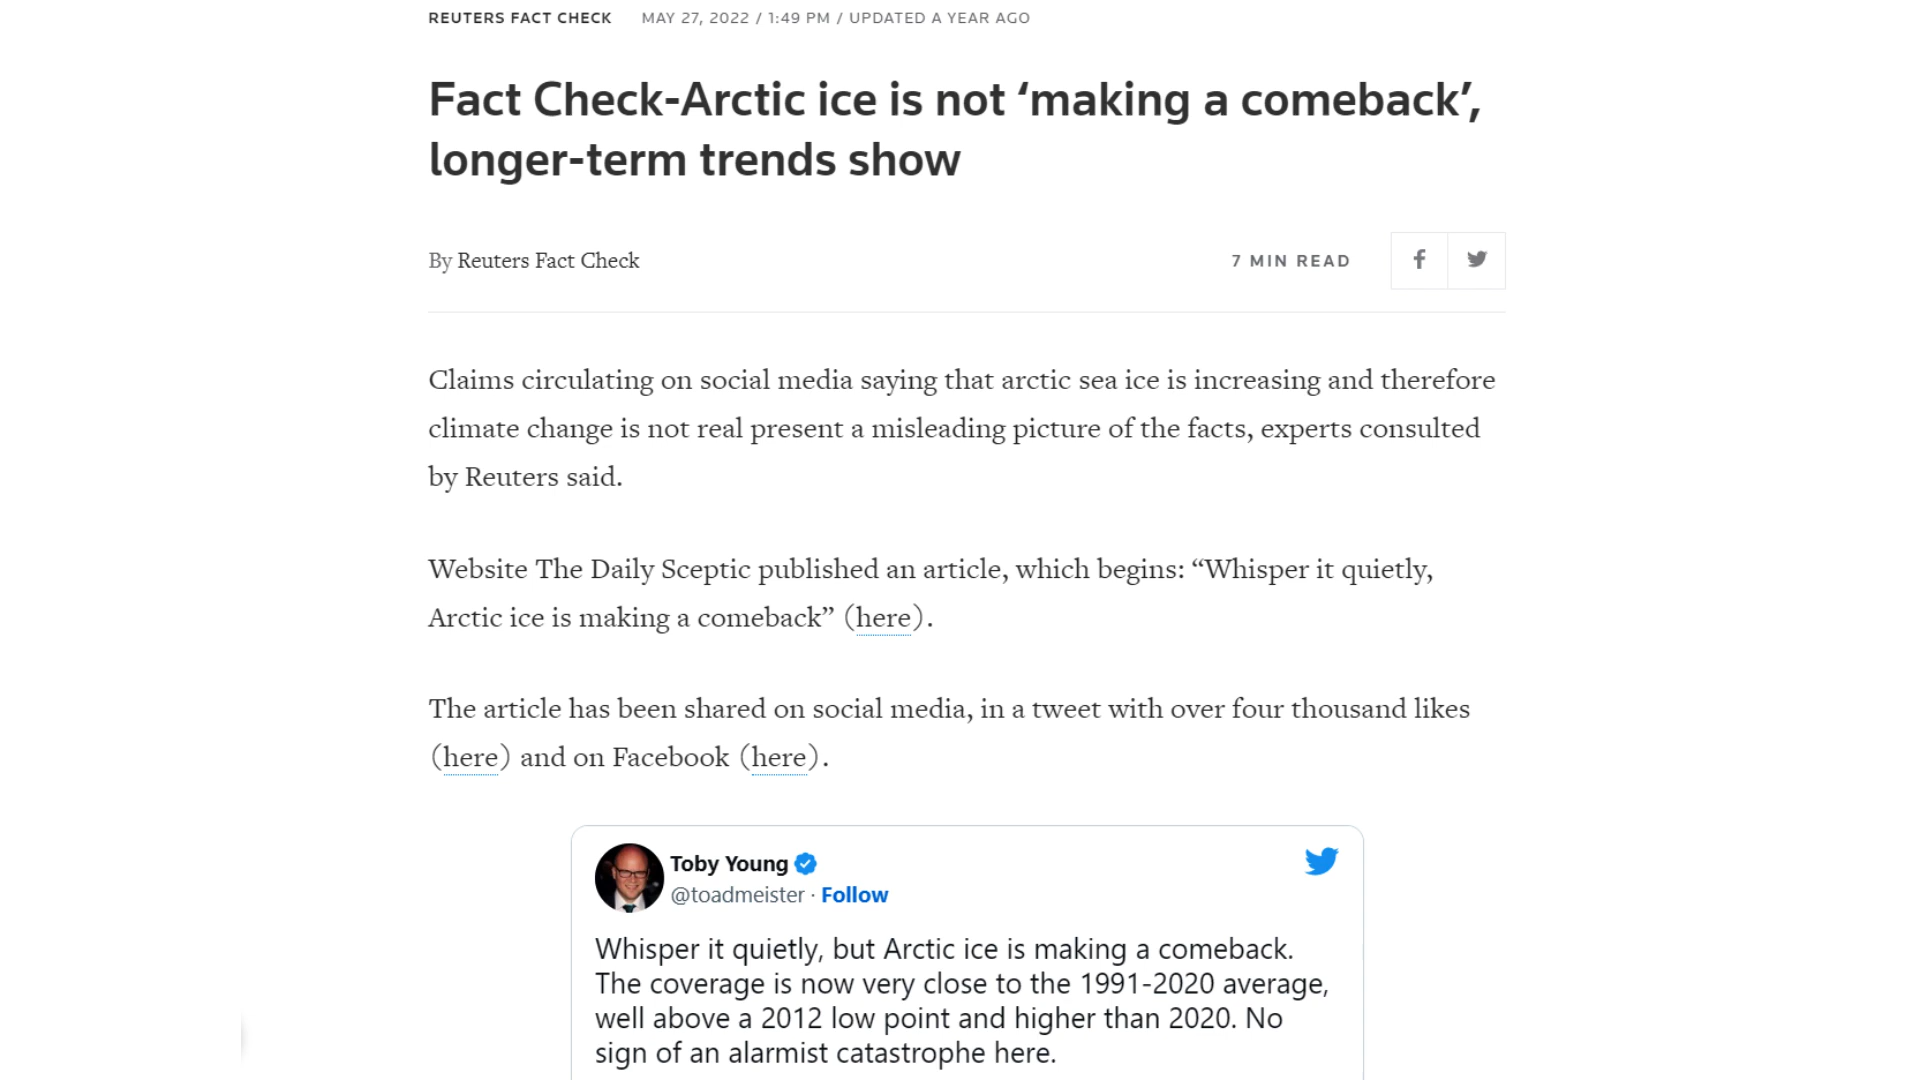 REUTERS FACT CHECK MAY 27, 2022 / 1:49 PM / UPDATED A YEAR AGO
Fact Check-Arctic ice is not ‘making a comeback’,
longer-term trends show
By Reuters Fact Check
7 MIN READ
Claims circulating on social media saying that arctic sea ice is increasing and therefore
climate change is not real present a misleading picture of the facts, experts consulted
by Reuters said.
Website The Daily Sceptic published an article, which begins: “Whisper it quietly,
Arctic ice is making a comeback” (here).
The article has been shared on social media, in a tweet with over four thousand likes
(here) and on Facebook (here).
Toby Young
@toadmeister · Follow
Whisper it quietly, but Arctic ice is making a comeback.
The coverage is now very close to the 1991-2020 average,
well above a 2012 low point and higher than 2020. No
sign of an alarmist catastrophe here.